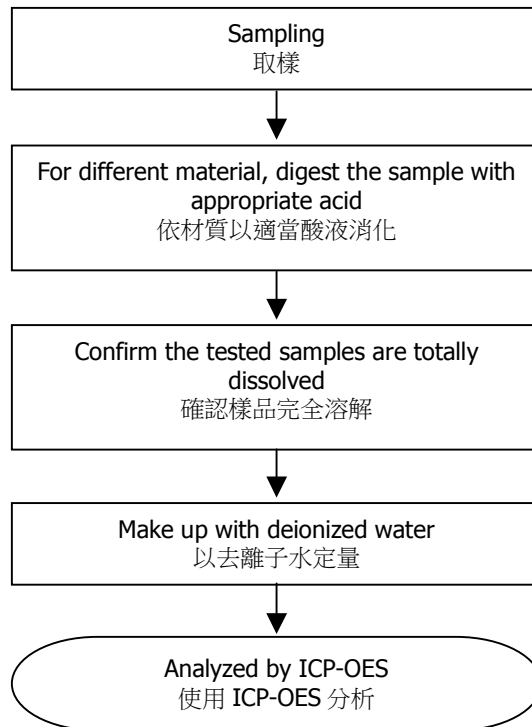 Sampling
取樣
For different material, digest the sample with
appropriate acid
依材質以適當酸液消化
Confirm the tested samples are totally
dissolved
確認樣品完全溶解
Make up with deionized water
以去離子水定量
Analyzed by ICP-OES
使用 ICP-OES 分析